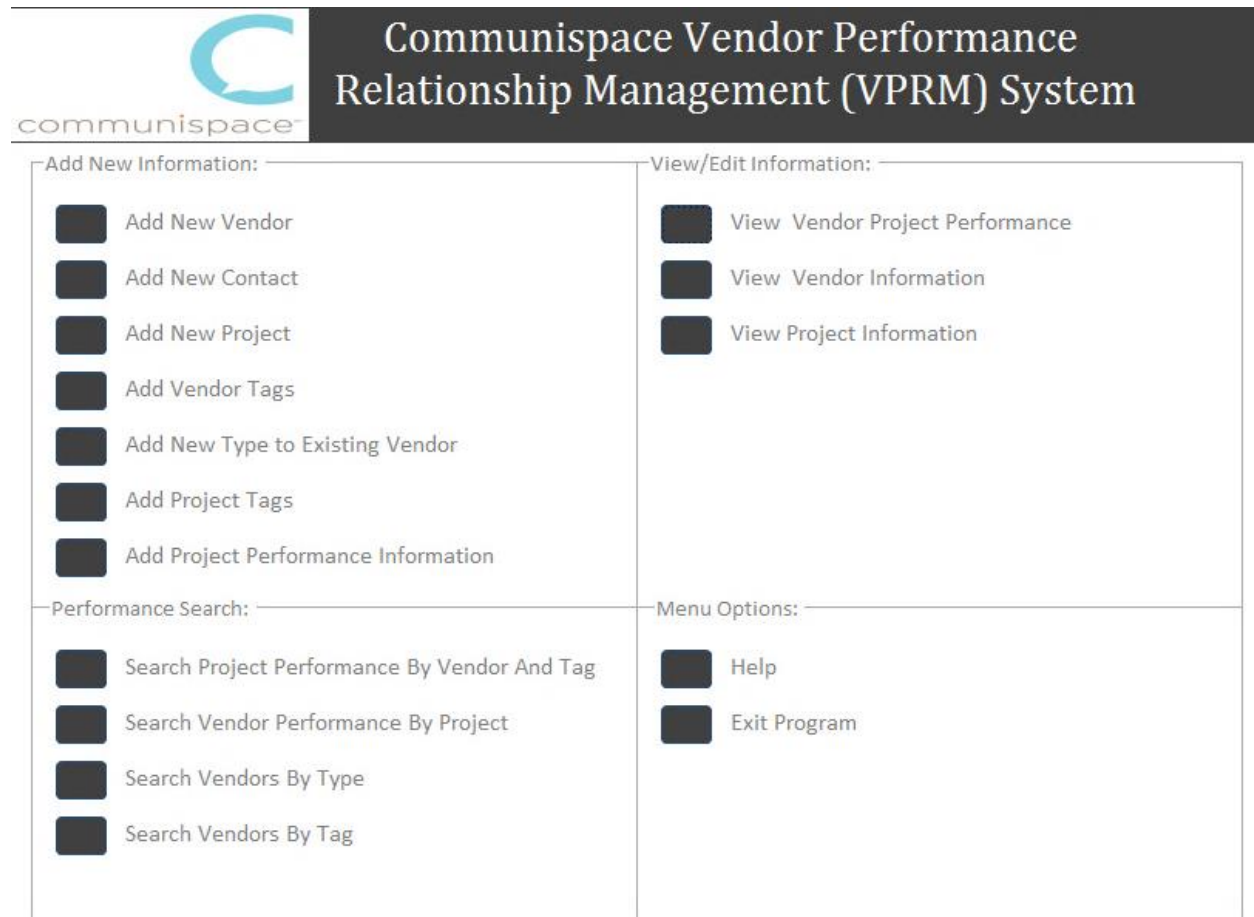 Communispace Vendor Performance
Relationship Management (VPRM) System
communispace
Add New Information:
Add New Vendor
Add New Contact
Add New Project
Add Vendor Tags
Add New Type to Existing Vendor
Add Project Tags
Add Project Performance Information
View/Edit Information:
View  Vendor Project Performance
View  Vendor Information
View Project Information
Performance Search:
Search Project Performance By Vendor And Tag
Search Vendor Performance By Project
Search Vendors By Type
Search Vendors By Tag
Menu Options:
Help
Exit Program